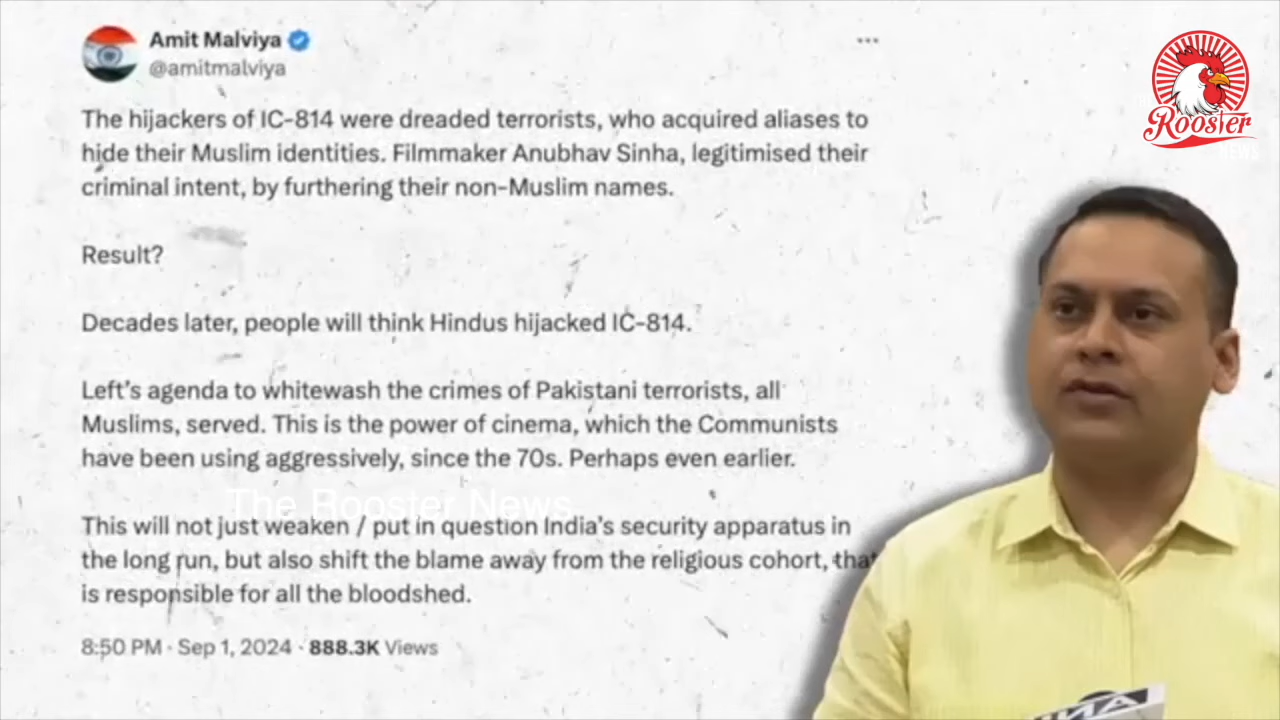 Amit Malviya
@amitmalviya
The hijackers of IC-814 were dreaded terrorists, who acquired aliases to
hide their Muslim identities. Filmmaker Anubhav Sinha, legitimised their
criminal intent, by furthering their non-Muslim names.
Result?
Decades later, people will think Hindus hijacked IC-814.
Left's agenda to whitewash the crimes of Pakistani terrorists, all
Muslims, served. This is the power of cinema, which the Communists
have been using aggressively, since the 70s. Perhaps even earlier.
The Rooster News
This will not just weaken / put in question India's security apparatus in
the long run, but also shift the blame away from the religious cohort, that
is responsible for all the bloodshed.
8:50 PM · Sep 1, 2024 · 888.3K Views
Rooster
NEWS